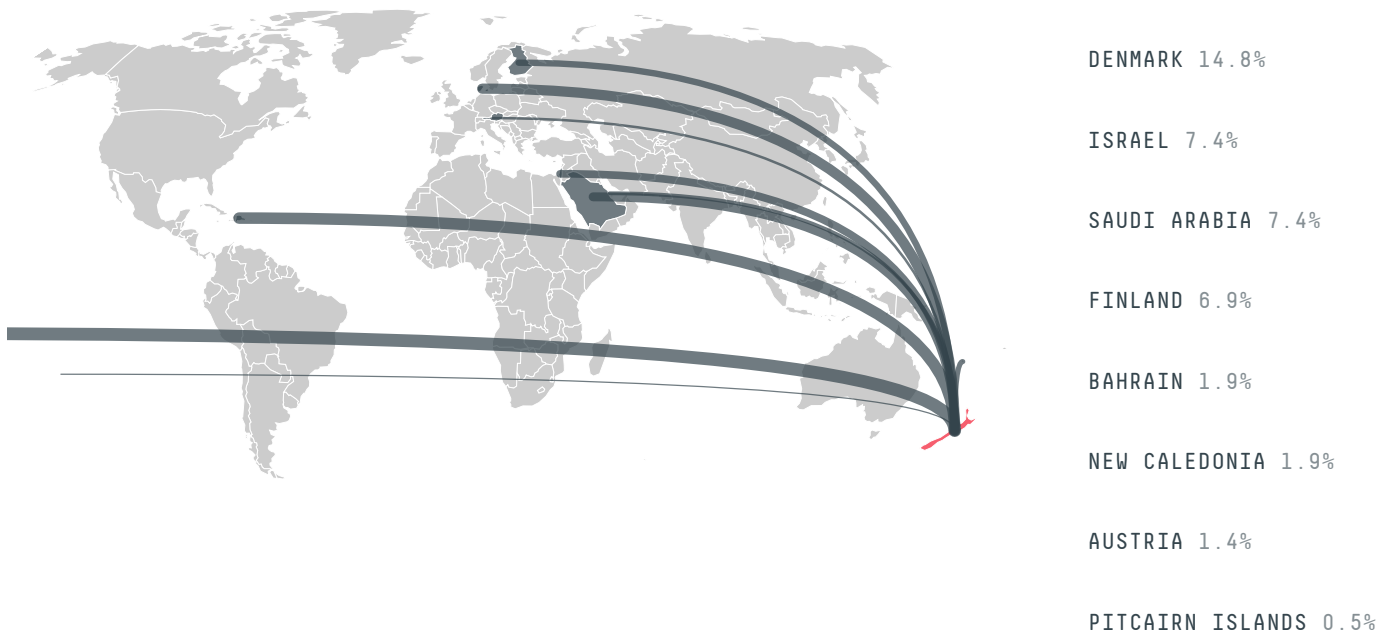 DENMARK 14.8%
ISRAEL 7.4%
SAUDI ARABIA 7.4%
FINLAND 6.9%
BAHRAIN 1.9%
NEW CALEDONIA 1.9%
AUSTRIA 1.4%
PITCAIRN ISLANDS 0.5%